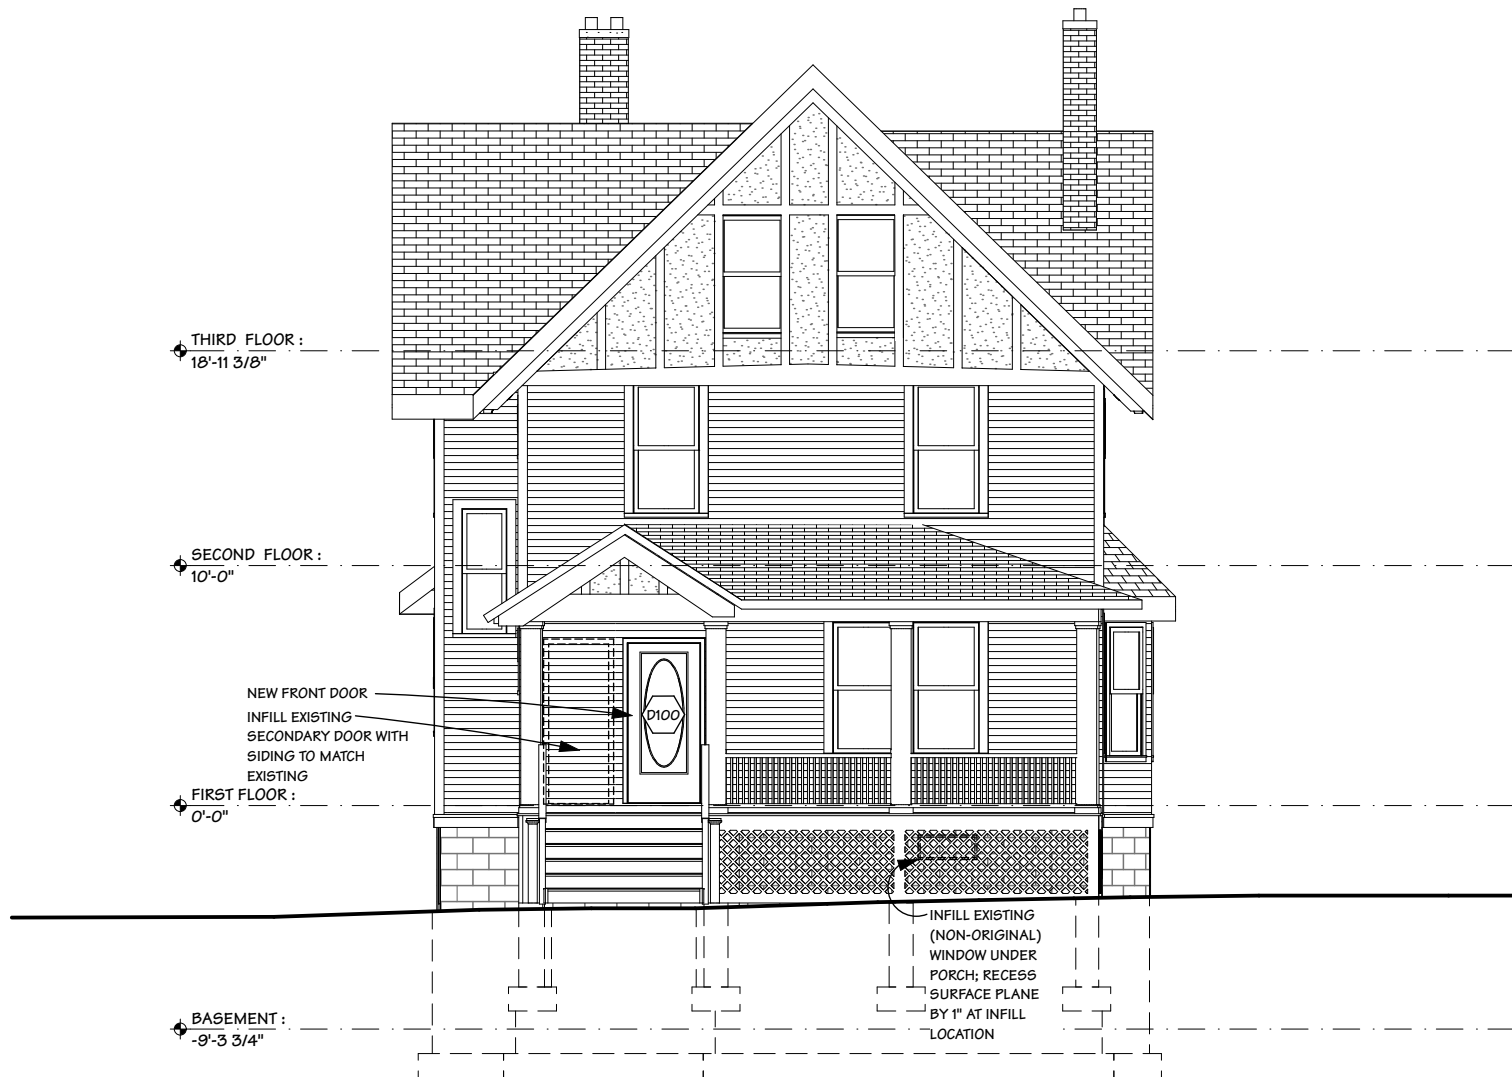 THIRD FLOOR :
18'-11 3/8"
SECOND FLOOR :
10'-0"
NEW FRONT DOOR
INFILL EXISTING
SECONDARY DOOR WITH
SIDING TO MATCH
EXISTING
D100
FIRST FLOOR :
0'-0"
INFILL EXISTING
(NON-ORIGINAL)
WINDOW UNDER
PORCH; RECESS
SURFACE PLANE
BY 1" AT INFILL
LOCATION
BASEMENT :
-9'-3 3/4"